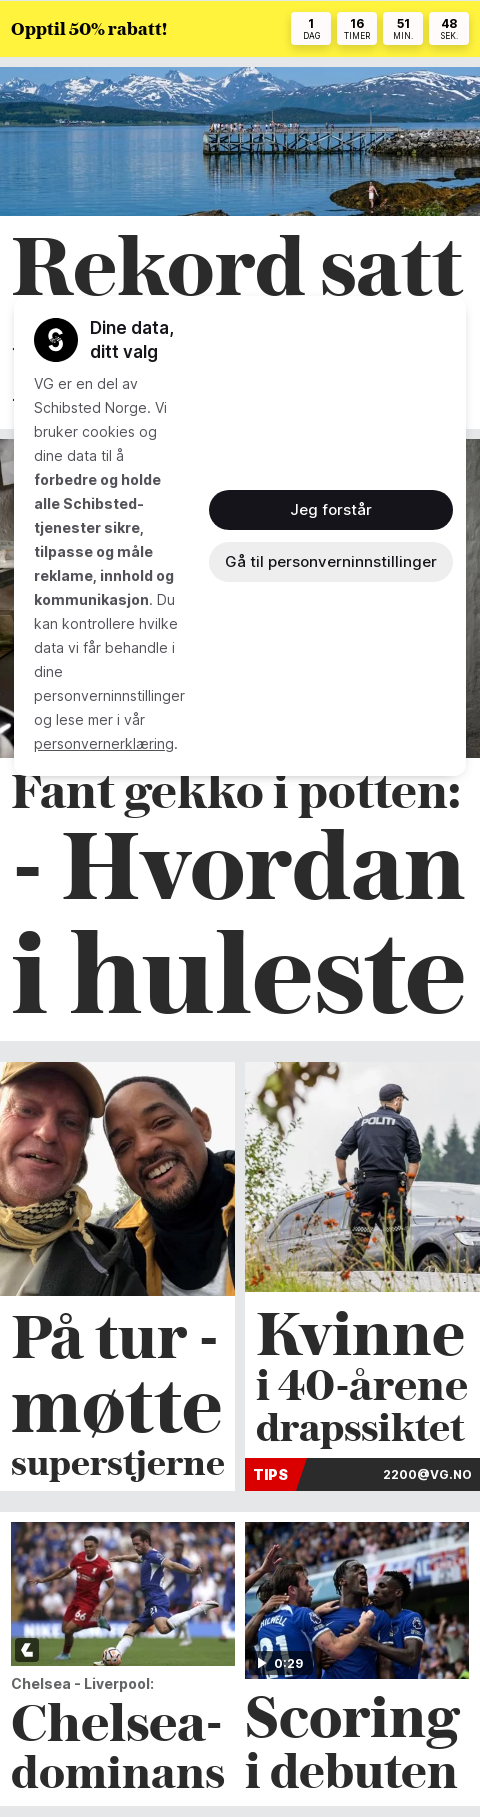 Opptil 50% rabatt!
1 16 51 48
DAG TIMER MIN. SEK.
Rekord satt
Dine data,
ditt valg
VG er en del av
Schibsted Norge. Vi
bruker cookies og
dine data til å
forbedre og holde
alle Schibsted-
tjenester sikre,
tilpasse og måle
reklame, innhold og
kommunikasjon. Du
kan kontrollere hvilke
data vi får behandle i
dine
personverninnstillinger
og lese mer i vår
personvernerklæring.
Jeg forstår
Gå til personverninnstillinger
Fant gekko i potten:
- Hvordan
i huleste
POLITI
På tur -
møtte
superstjerne
Kvinne
i 40-årene
drapssiktet
TIPS 2200@VG.NO
66
21
Chelsea - Liverpool:
Chelsea-
dominans
CHILWELL
21
0:29
Scoring
i debuten